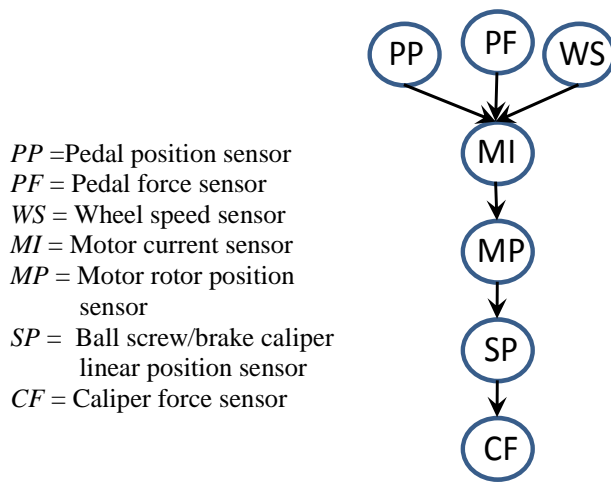 PP
PF
WS
MI
MP
SP
CF
PP =Pedal position sensor
PF = Pedal force sensor
WS = Wheel speed sensor
MI = Motor current sensor
MP = Motor rotor position
sensor
SP = Ball screw/brake caliper
linear position sensor
CF = Caliper force sensor